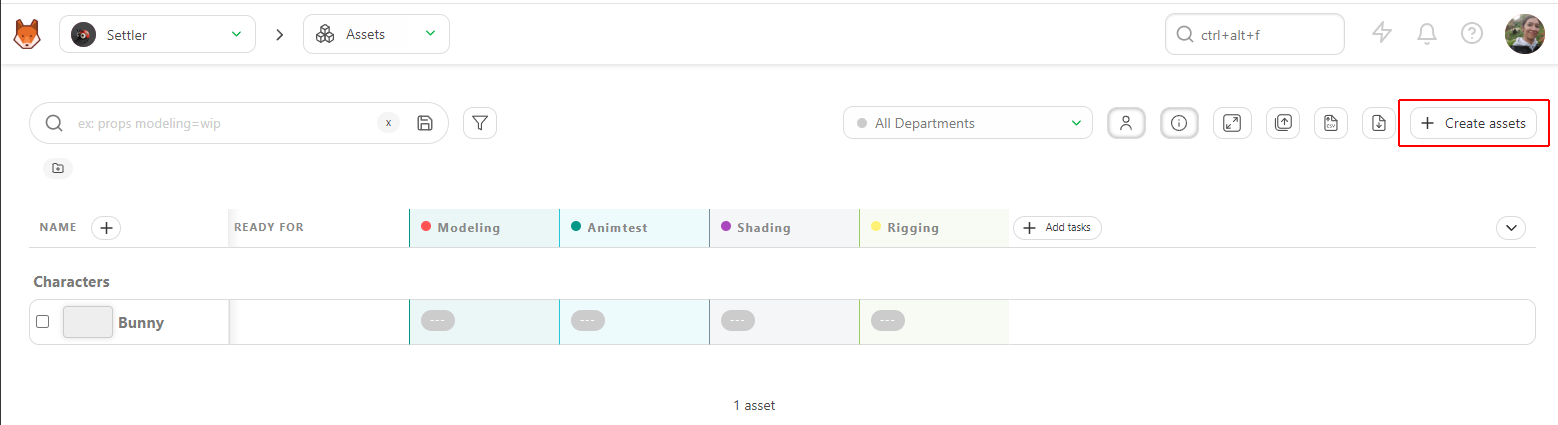 Settler
Assets
ctrl+alt+f
ex: props modeling=wip
x
All Departments
CSV
Create assets
NAME
READY FOR
Modeling
Animtest
Shading
Rigging
Add tasks
Characters
Bunny
---
---
---
---
1 asset